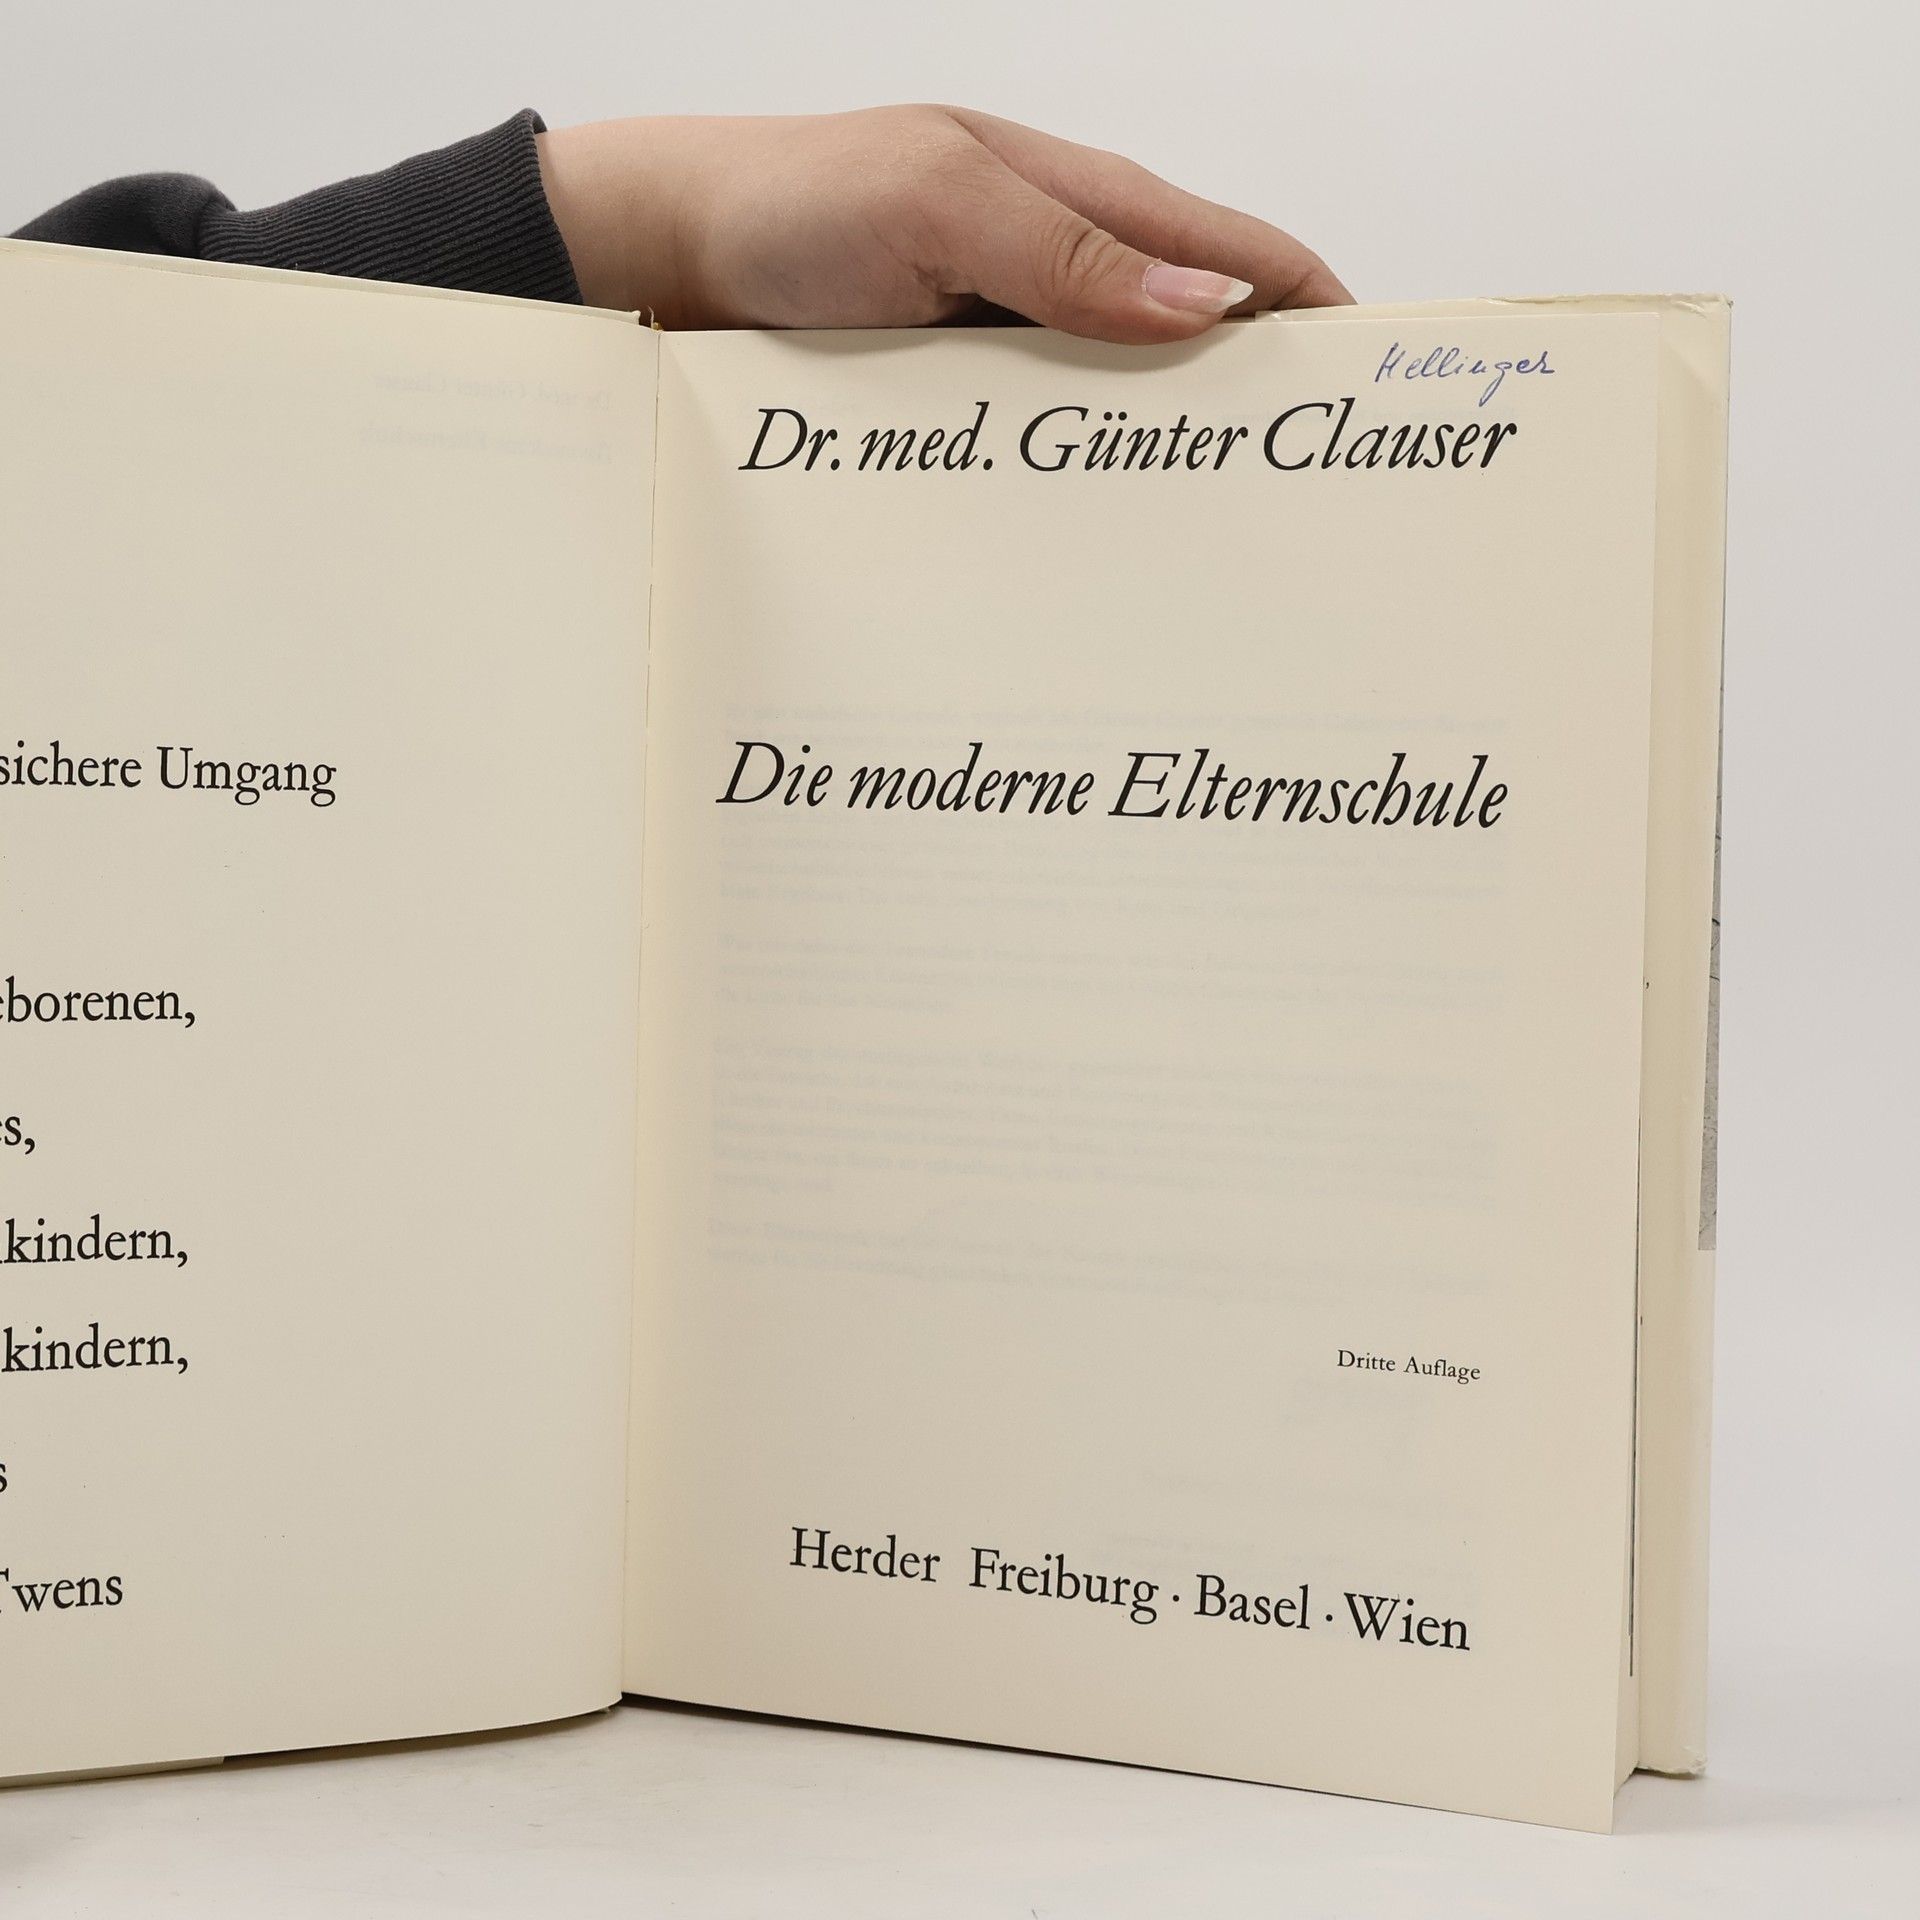 sichere Umgang
eborenen,
es,
kindern,
kindern,
s
Twens
Hellinger
Dr. med. Günter Clauser
Die moderne Elternschule
Dritte Auflage
Herder Freiburg · Basel · Wien